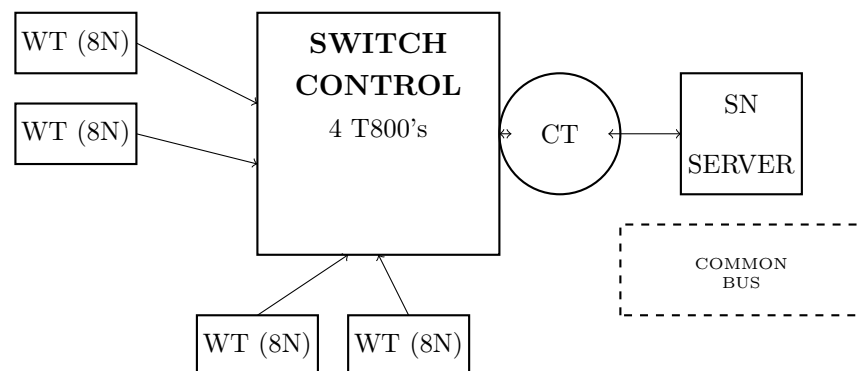 WT (8N)
WT (8N)
SWITCH
CONTROL
4 T800's
CT
SN
SERVER
COMMON
BUS
WT (8N)
WT (8N)